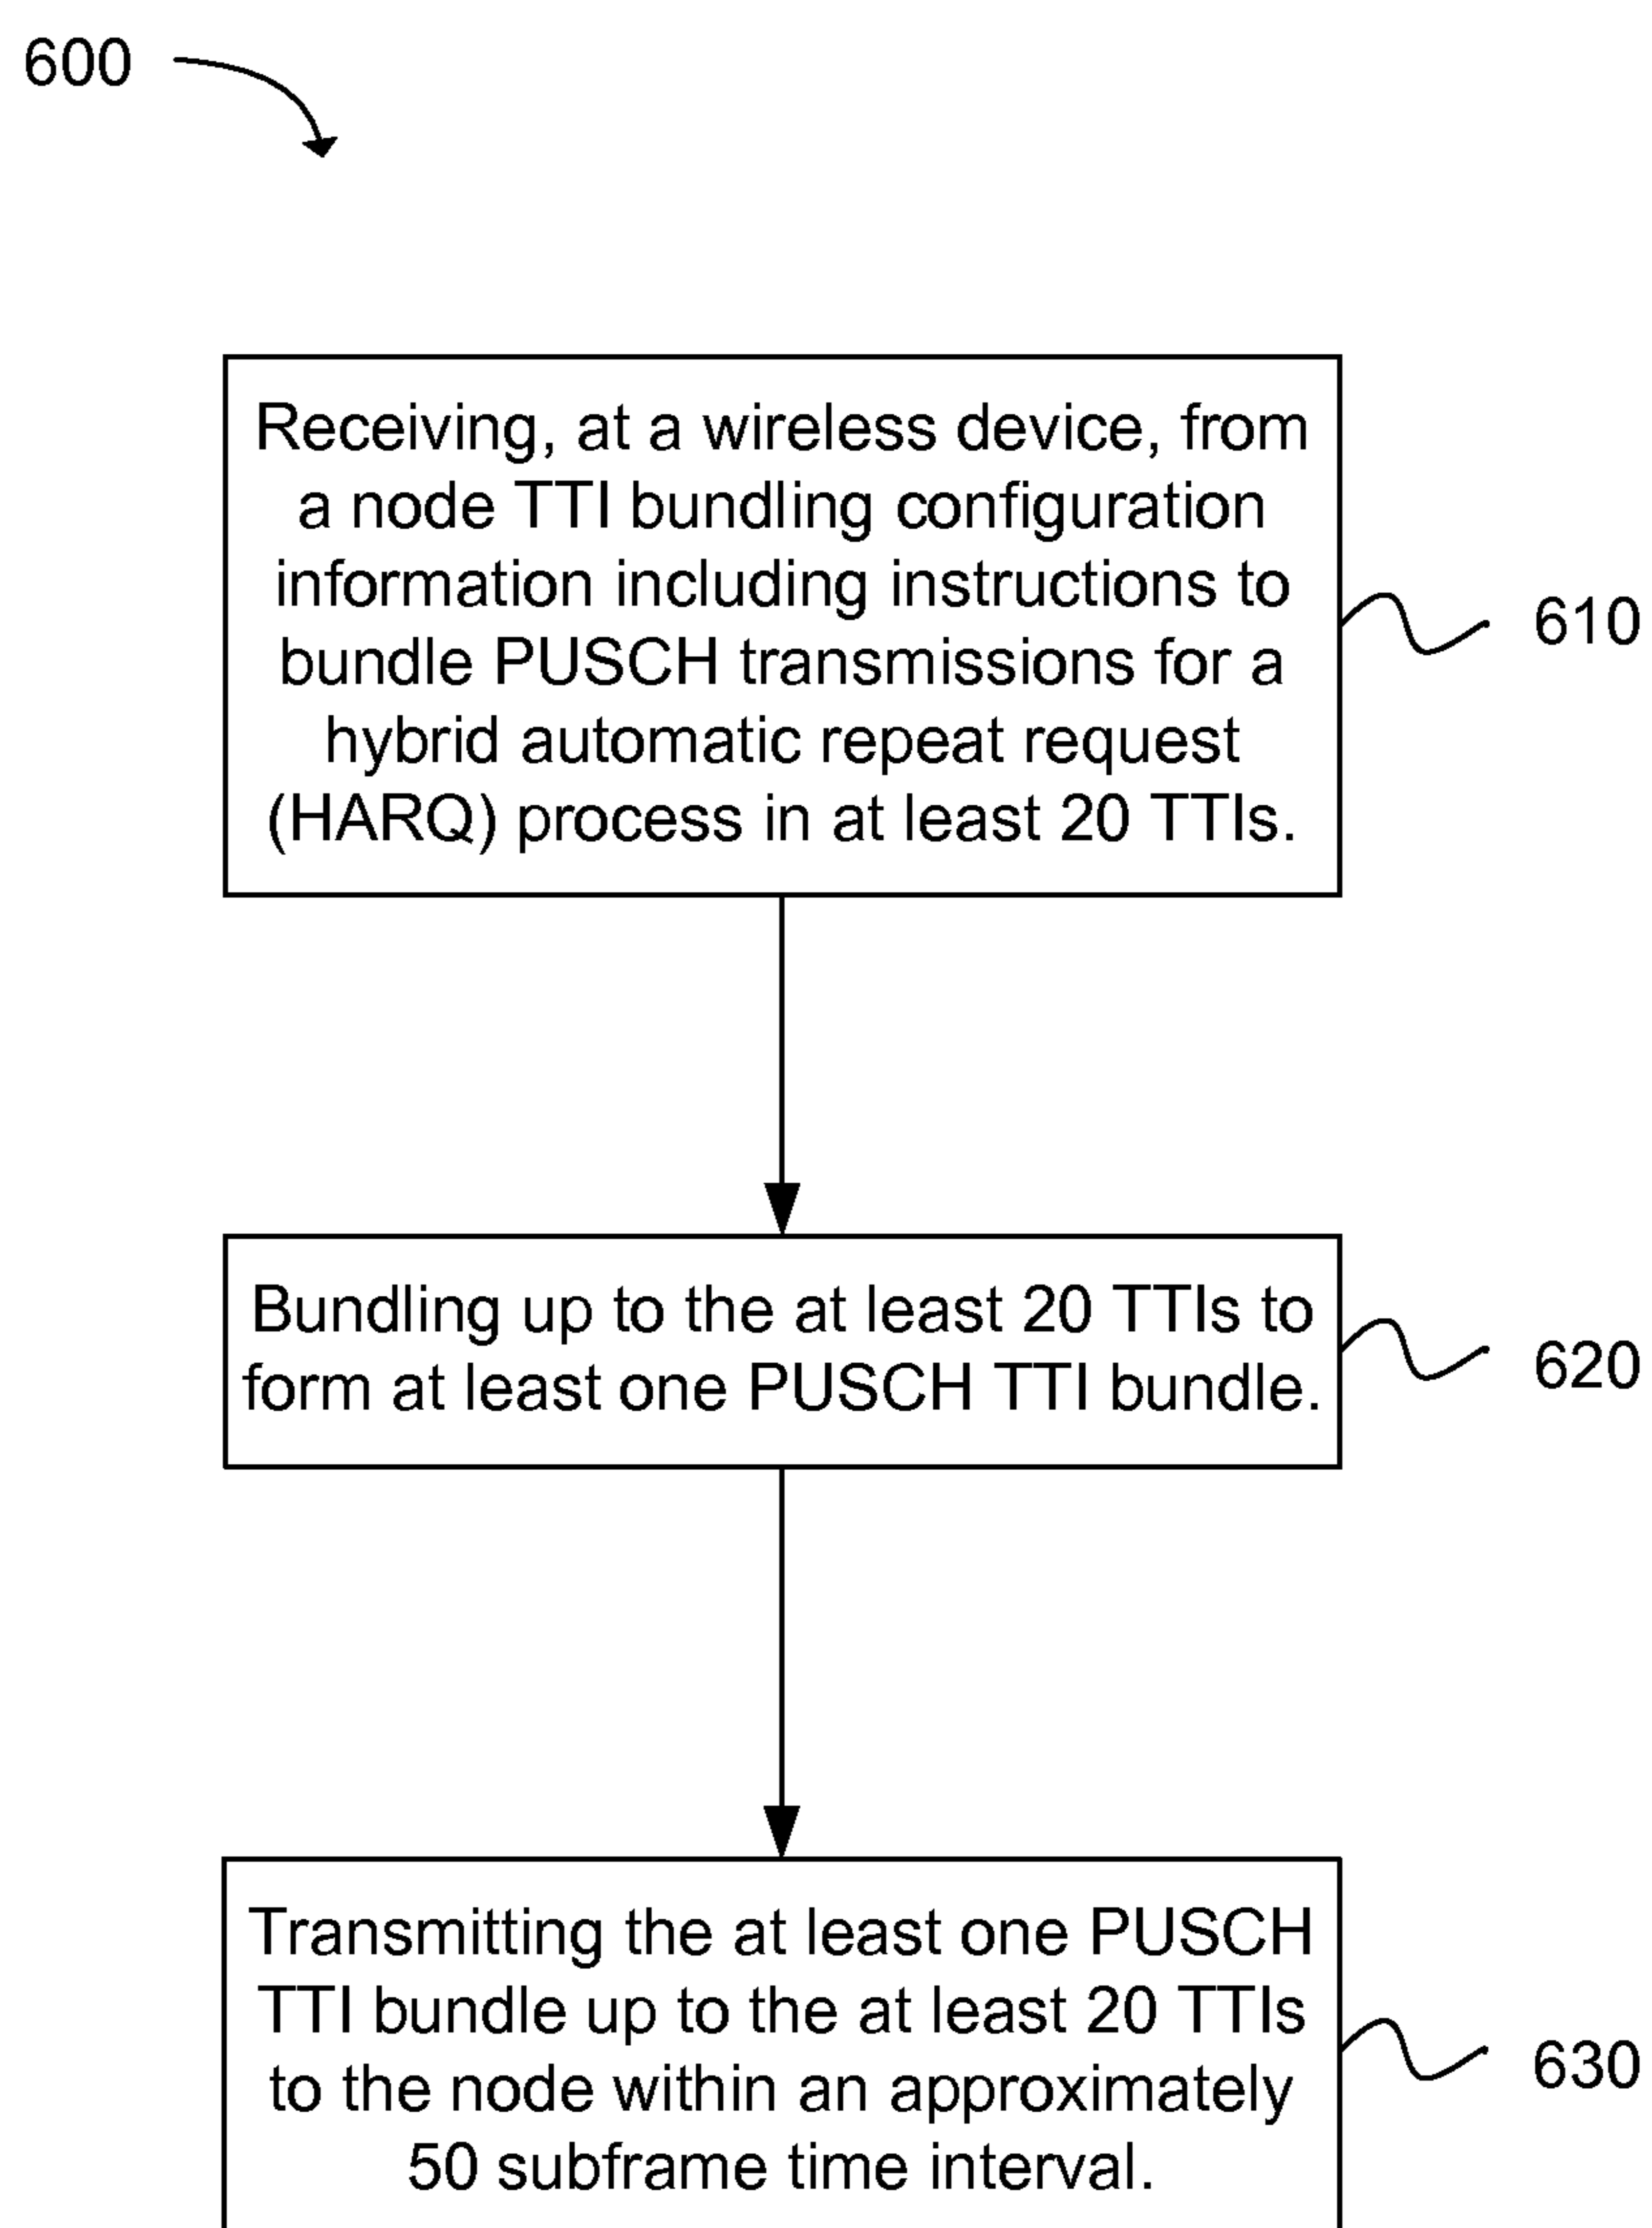 600
Receiving, at a wireless device, from
a node TTI bundling configuration
information including instructions to
bundle PUSCH transmissions for a
hybrid automatic repeat request
(HARQ) process in at least 20 TTIs.
610
Bundling up to the at least 20 TTIs to
form at least one PUSCH TTI bundle.
620
Transmitting the at least one PUSCH
TTI bundle up to the at least 20 TTIs
to the node within an approximately
50 subframe time interval.
630